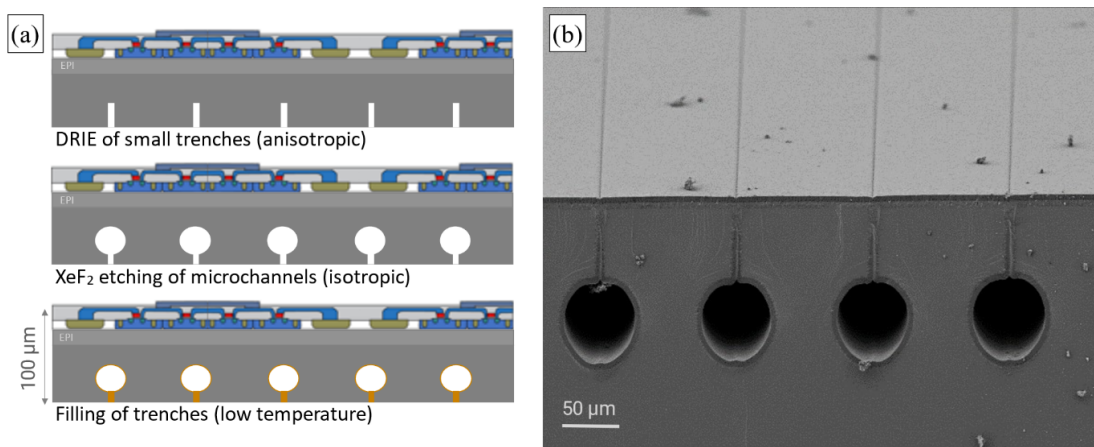 (a)
EPI
DRIE of small trenches (anisotropic)
EPI
XeF₂ etching of microchannels (isotropic)
EPI
100 μm
Filling of trenches (low temperature)
(b)
50 μm